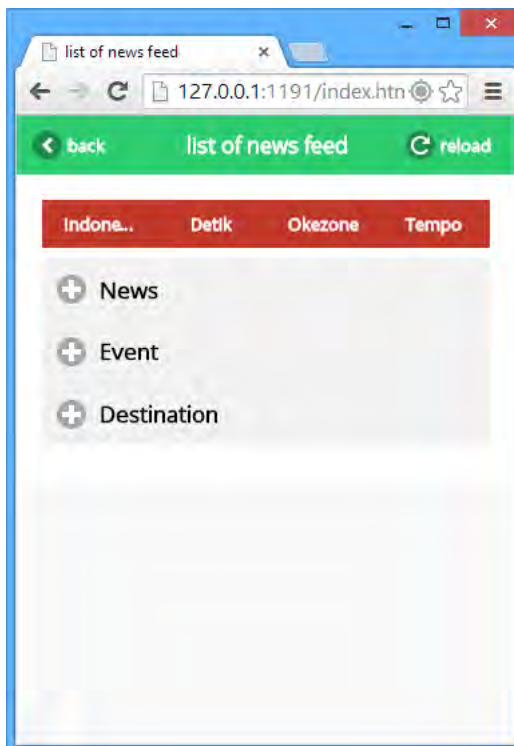 list of news feed
127.0.0.1:1191/index.htm
back list of news feed reload
Indone... Detik Okezone Tempo
News
Event
Destination